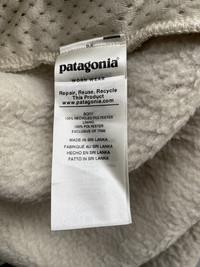 patagonia®
WORN WEAR
Repair, Reuse, Recycle
This Product
www.patagonia.com
BODY
100% RECYCLED POLYESTER
LINING
100% POLYESTER
EXCLUSIVE OF TRIM
MADE IN SRI LANKA
FABRIQUÉ AU SRI LANKA
HECHO EN SRI LANKA
FATTO IN SRI LANKA